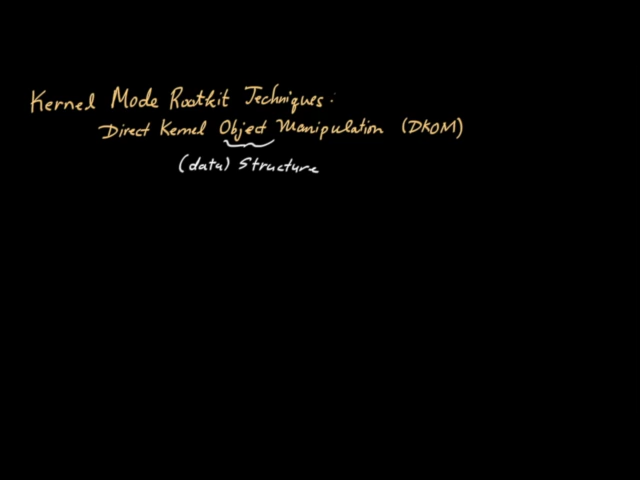 Kernel Mode Rootkit Techniques:
Direct Kernel Object Manipulation (DKOM)
(data) Structure